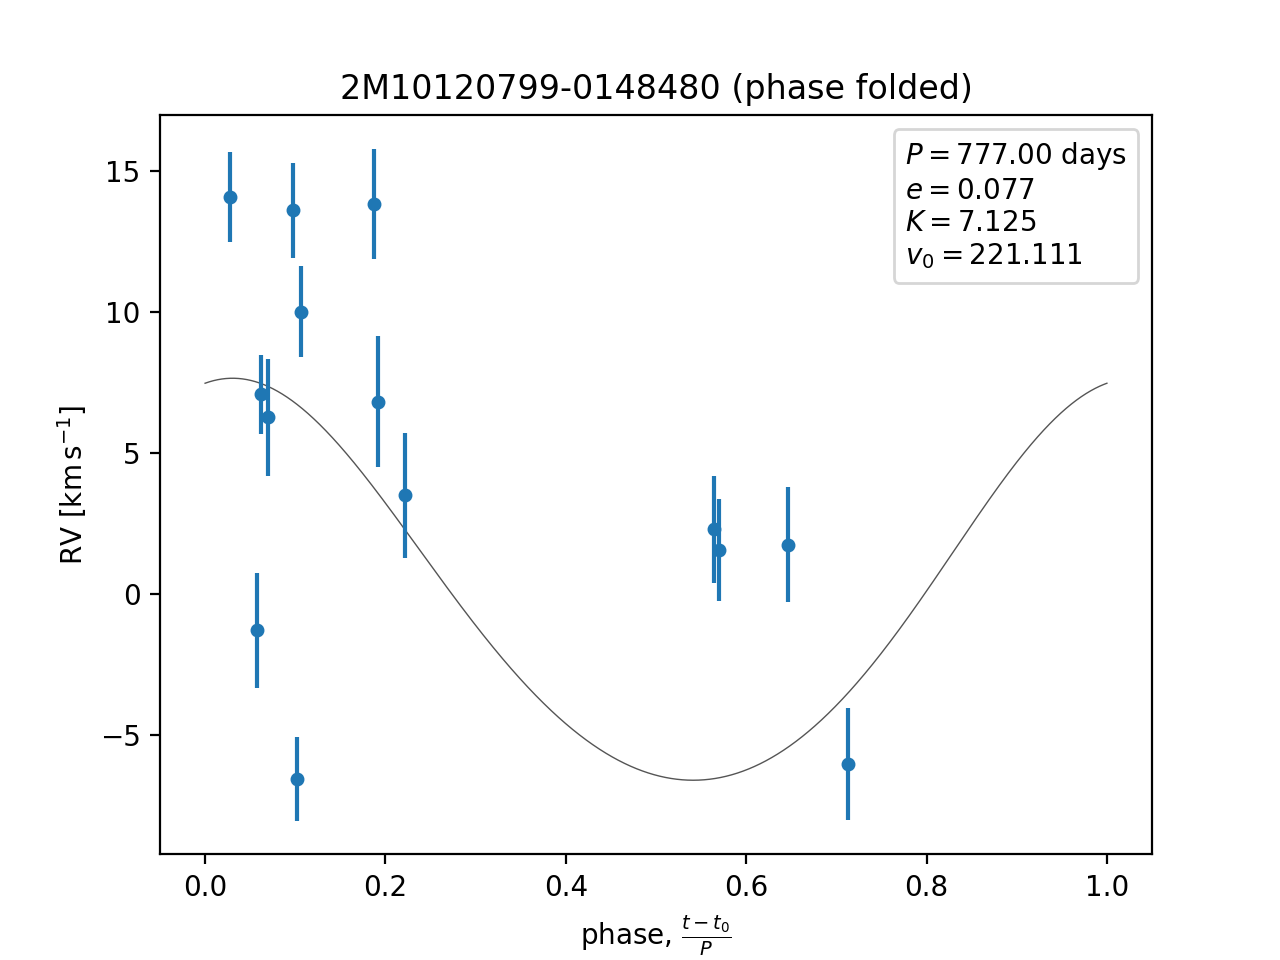 2M10120799-0148480 (phase folded)
P = 777.00 days
e = 0.077
K = 7.125
v₀ = 221.111
15
10
5
0
−5
RV [km s⁻¹]
0.0 0.2 0.4 0.6 0.8 1.0
phase, (t − t₀)/P